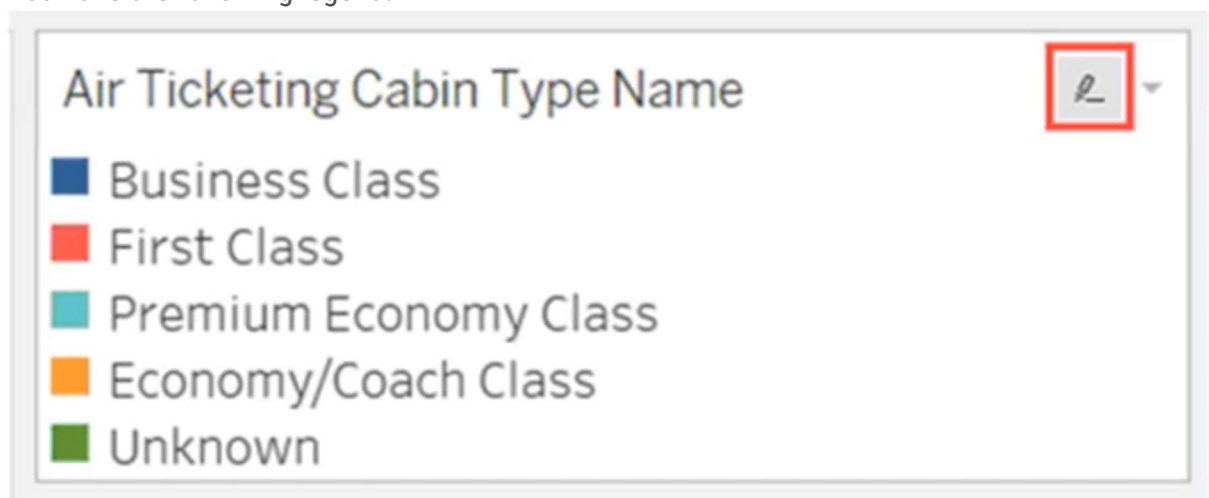 Air Ticketing Cabin Type Name
Business Class
First Class
Premium Economy Class
Economy/Coach Class
Unknown